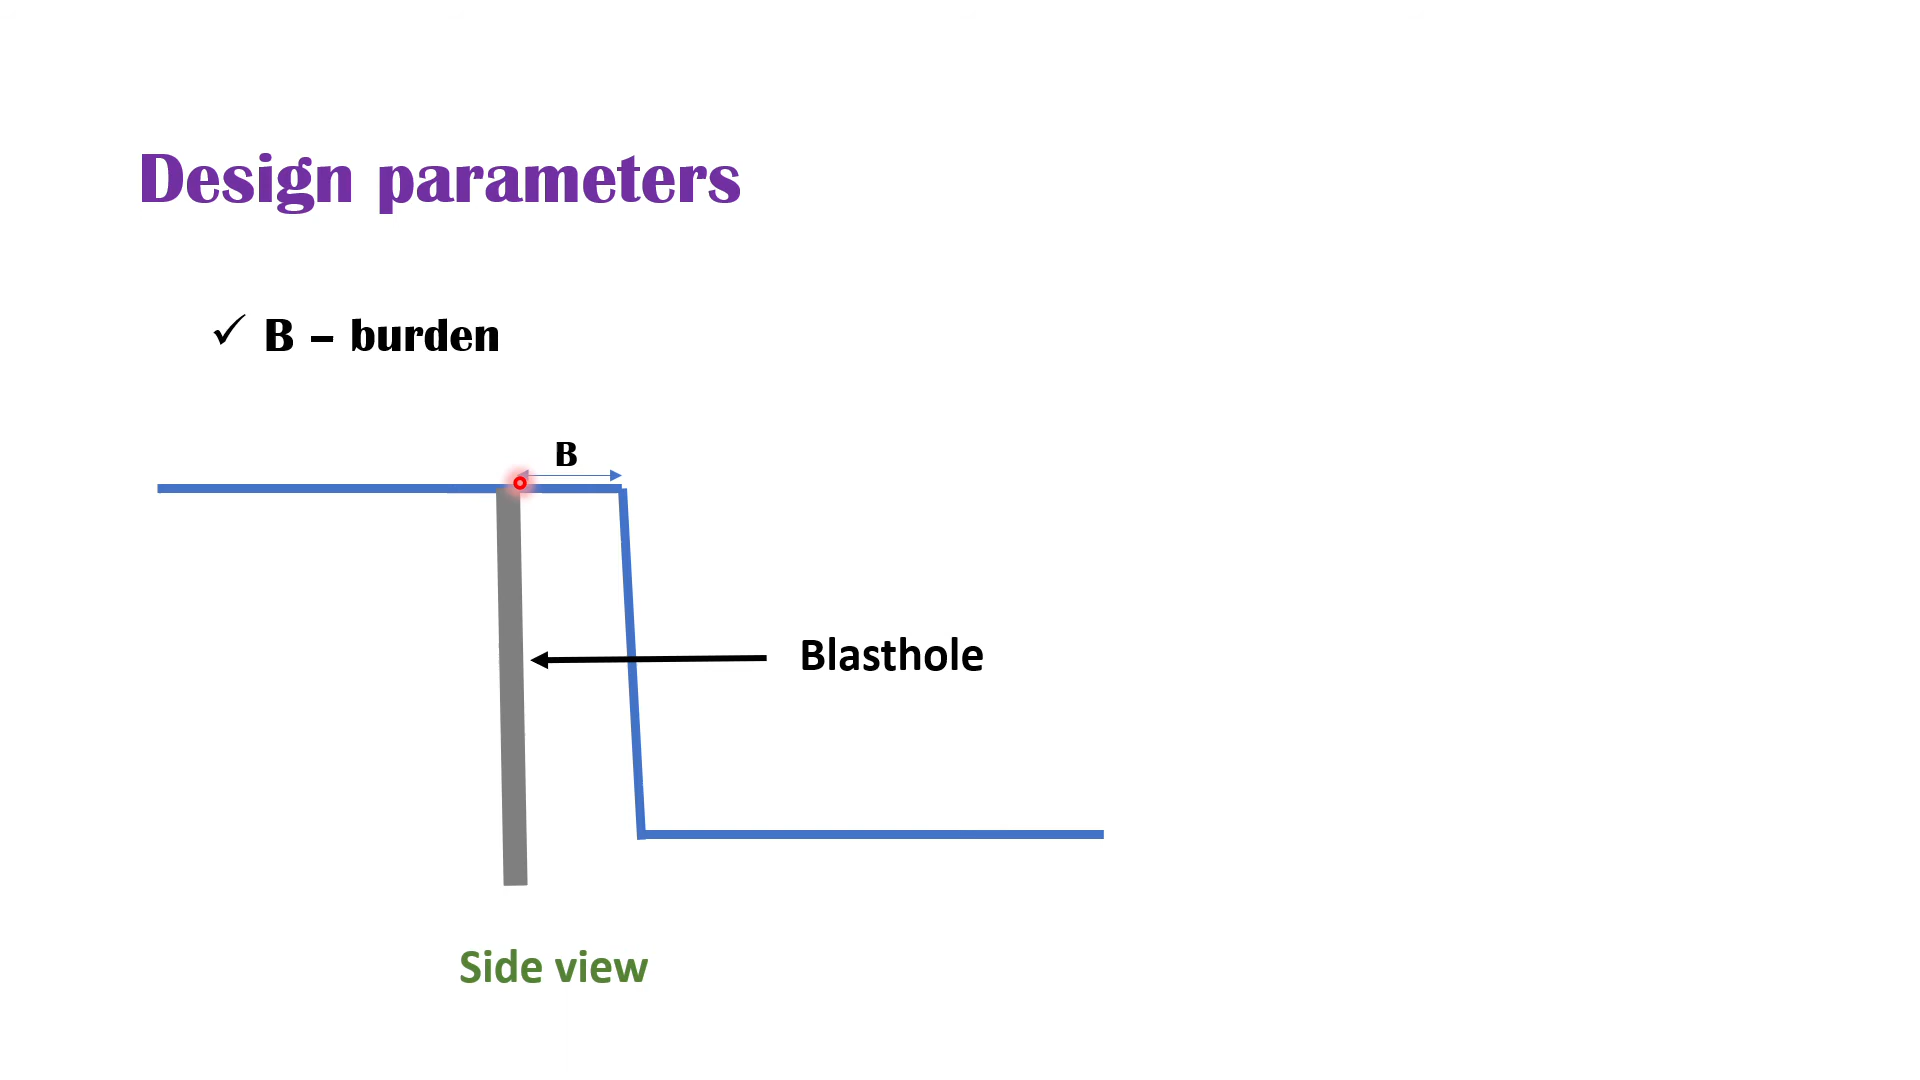 Design parameters
✓ B – burden
B
Blasthole
Side view